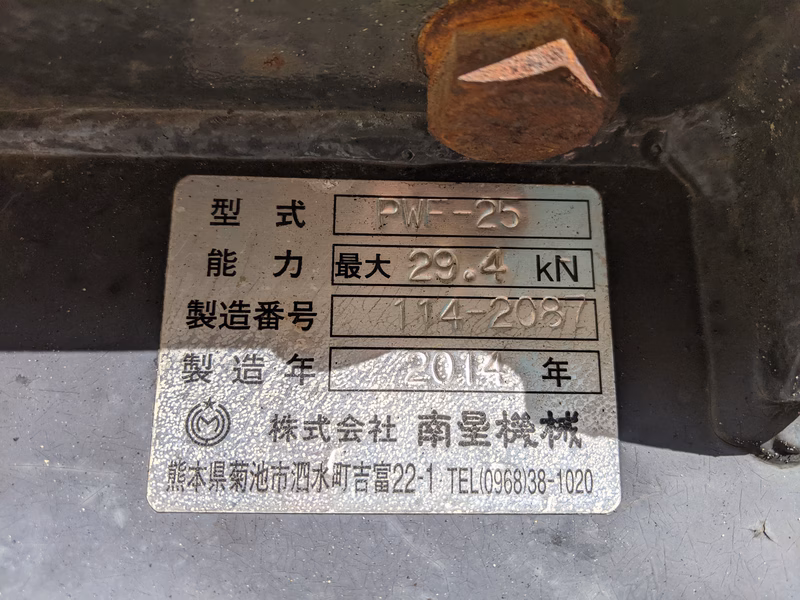 型式 PWF-25
能力 最大 29.4 kN
製造番号 114-2087
製造年 2014 年
株式会社 南星機械
熊本県菊池市泗水町吉富22-1 TEL(0968)38-1020